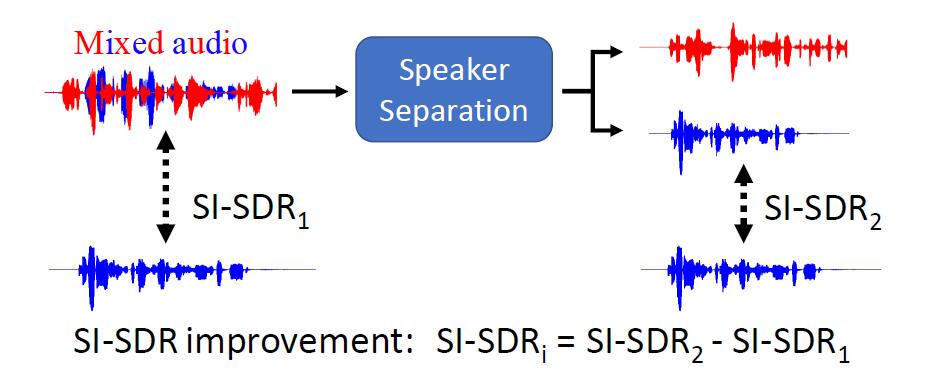 Mixed audio
Speaker
Separation
SI-SDR₁
SI-SDR₂
SI-SDR improvement: SI-SDRᵢ = SI-SDR₂ - SI-SDR₁